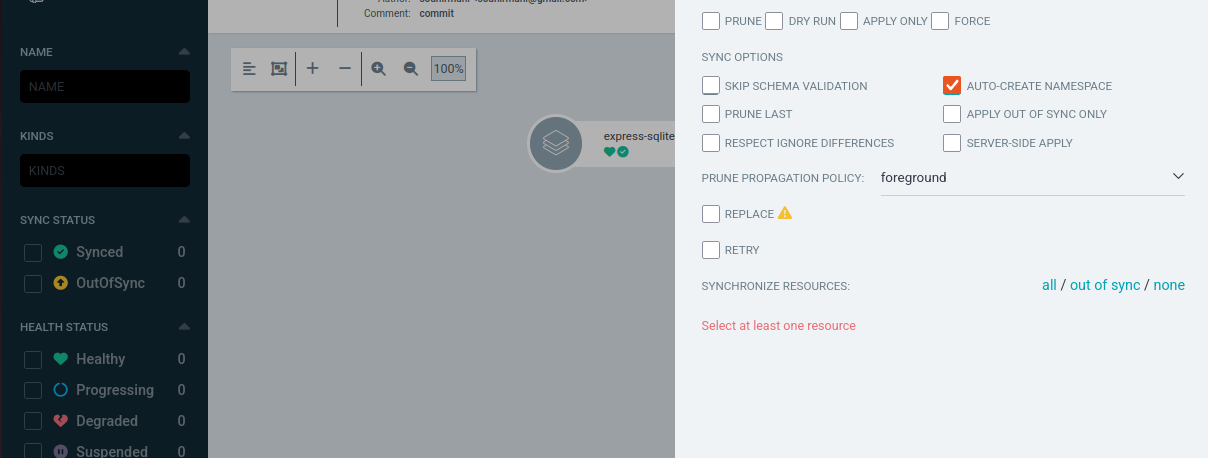 Comment: commit
NAME
NAME
KINDS
KINDS
SYNC STATUS
Synced 0
OutOfSync 0
HEALTH STATUS
Healthy 0
Progressing 0
Degraded 0
Suspended 0
100%
express-sqlite
PRUNE DRY RUN APPLY ONLY FORCE
SYNC OPTIONS
SKIP SCHEMA VALIDATION AUTO-CREATE NAMESPACE
PRUNE LAST APPLY OUT OF SYNC ONLY
RESPECT IGNORE DIFFERENCES SERVER-SIDE APPLY
PRUNE PROPAGATION POLICY: foreground
REPLACE
RETRY
SYNCHRONIZE RESOURCES: all / out of sync / none
Select at least one resource